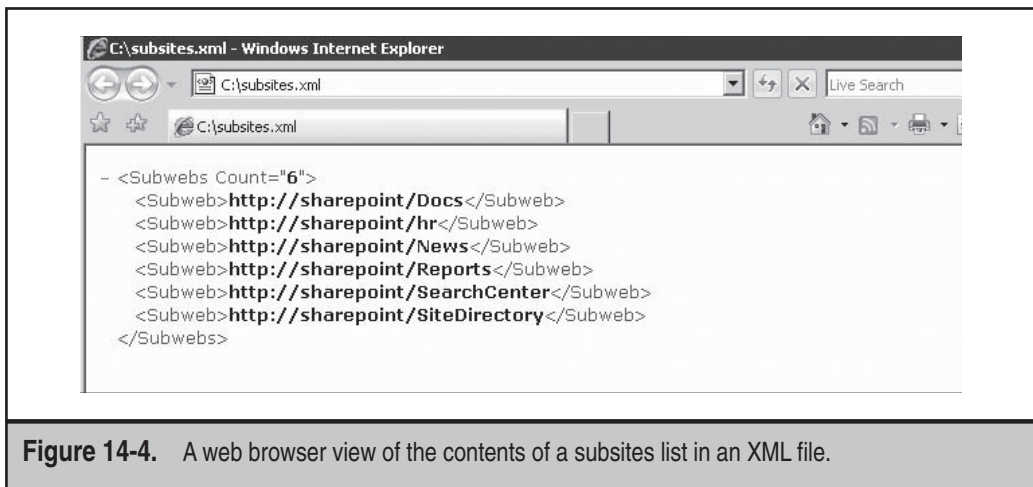 C:\subsites.xml - Windows Internet Explorer
C:\subsites.xml
Live Search
C:\subsites.xml
- <Subwebs Count="6">
<Subweb>http://sharepoint/Docs</Subweb>
<Subweb>http://sharepoint/hr</Subweb>
<Subweb>http://sharepoint/News</Subweb>
<Subweb>http://sharepoint/Reports</Subweb>
<Subweb>http://sharepoint/SearchCenter</Subweb>
<Subweb>http://sharepoint/SiteDirectory</Subweb>
</Subwebs>
Figure 14-4. A web browser view of the contents of a subsites list in an XML file.